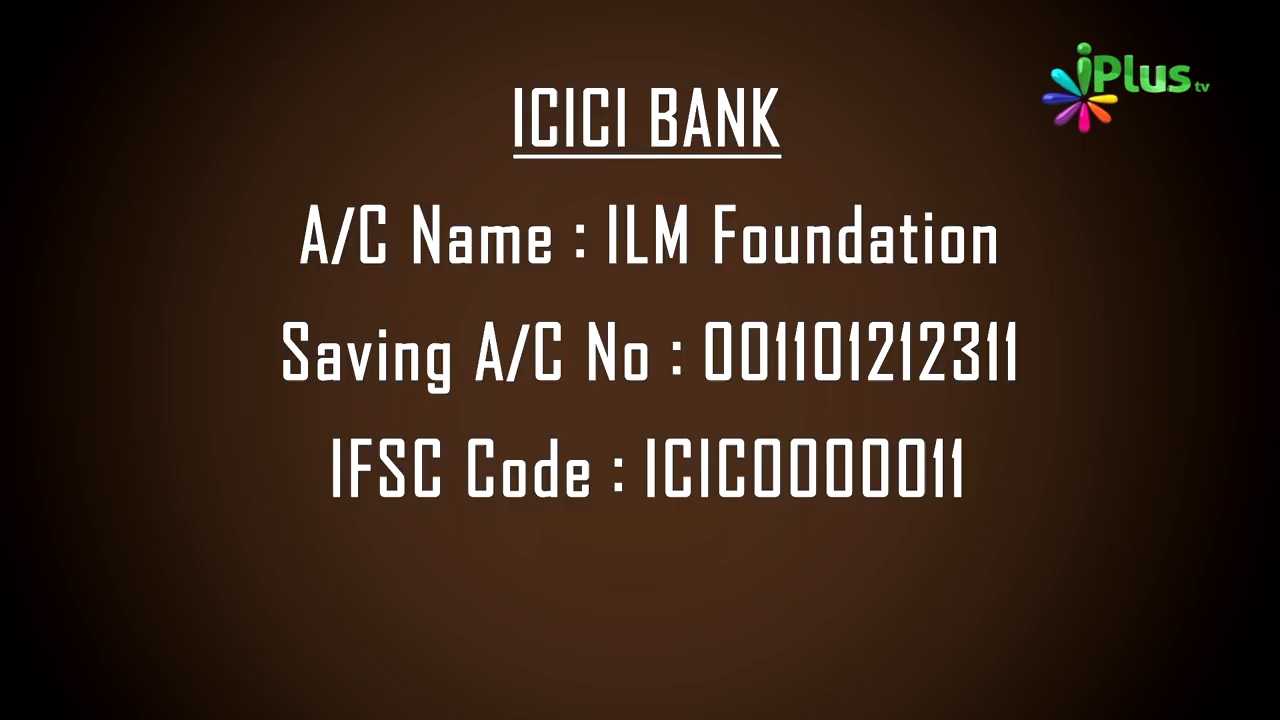 iPlus tv
ICICI BANK
A/C Name : ILM Foundation
Saving A/C No : 001101212311
IFSC Code : ICIC0000011